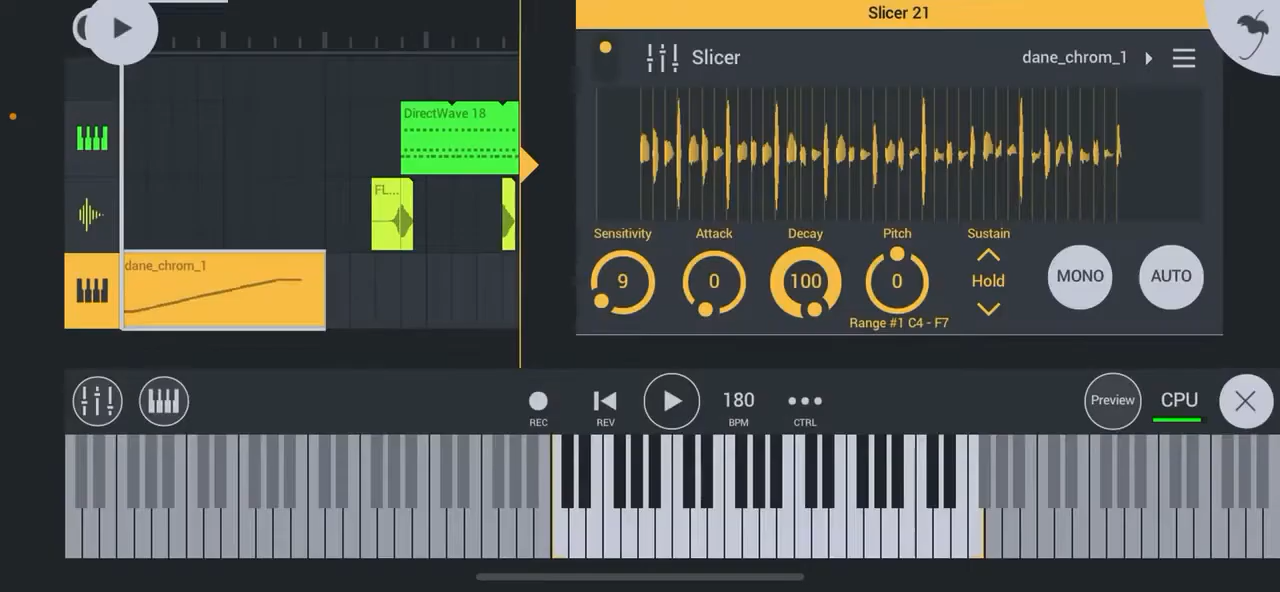 Slicer 21
Slicer
dane_chrom_1
DirectWave 18
FL...
dane_chrom_1
Sensitivity
Attack
Decay
Pitch
Sustain
9
0
100
0
Hold
MONO
AUTO
Range #1 C4 - F7
REC
REV
180
BPM
CTRL
Preview
CPU